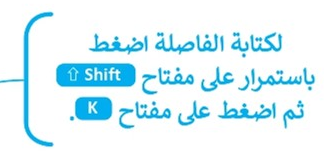 لكتابة الفاصلة اضغط
باستمرار على مفتاح ⇧ Shift
ثم اضغط على مفتاح K.